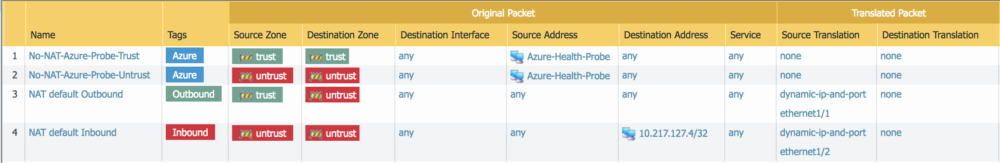 Original Packet Translated Packet
Name Tags Source Zone Destination Zone Destination Interface Source Address Destination Address Service Source Translation Destination Translation
1 No-NAT-Azure-Probe-Trust Azure trust trust any Azure-Health-Probe any any none none
2 No-NAT-Azure-Probe-Untrust Azure untrust untrust any Azure-Health-Probe any any none none
3 NAT default Outbound Outbound trust untrust any any any any dynamic-ip-and-port none
ethernet1/1
4 NAT default Inbound Inbound untrust untrust any any 10.217.127.4/32 any dynamic-ip-and-port none
ethernet1/2